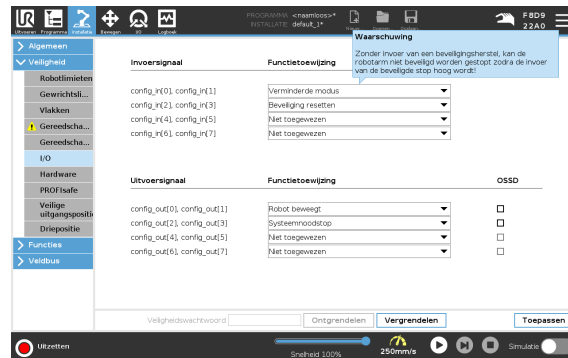 PROGRAMMA <naamloos>*
INSTALLATIE default_1*
Uitvoeren Programma Installatie Bewegen I/O Logboek
F8D9
22A0
Waarschuwing
Zonder invoer van een beveiligingsherstel, kan de
robotarm niet beveiligd worden gestopt zodra de invoer
van de beveiligde stop hoog wordt!
Algemeen
Veiligheid
Robotlimieten
Gewrichtsli...
Vlakken
Gereedscha...
Gereedscha...
I/O
Hardware
PROFIsafe
Veilige
uitgangspositi
Driepositie
Functies
Veldbus
Invoersignaal Functietoewijzing
config_in[0], config_in[1] Verminderde modus
config_in[2], config_in[3] Beveiliging resetten
config_in[4], config_in[5] Niet toegewezen
config_in[6], config_in[7] Niet toegewezen
Uitvoersignaal Functietoewijzing OSSD
config_out[0], config_out[1] Robot beweegt
config_out[2], config_out[3] Systeemnoodstop
config_out[4], config_out[5] Niet toegewezen
config_out[6], config_out[7] Niet toegewezen
Veiligheidswachtwoord Ontgrendelen Vergrendelen Toepassen
Uitzetten
Snelheid 100%
250mm/s
Simulatie